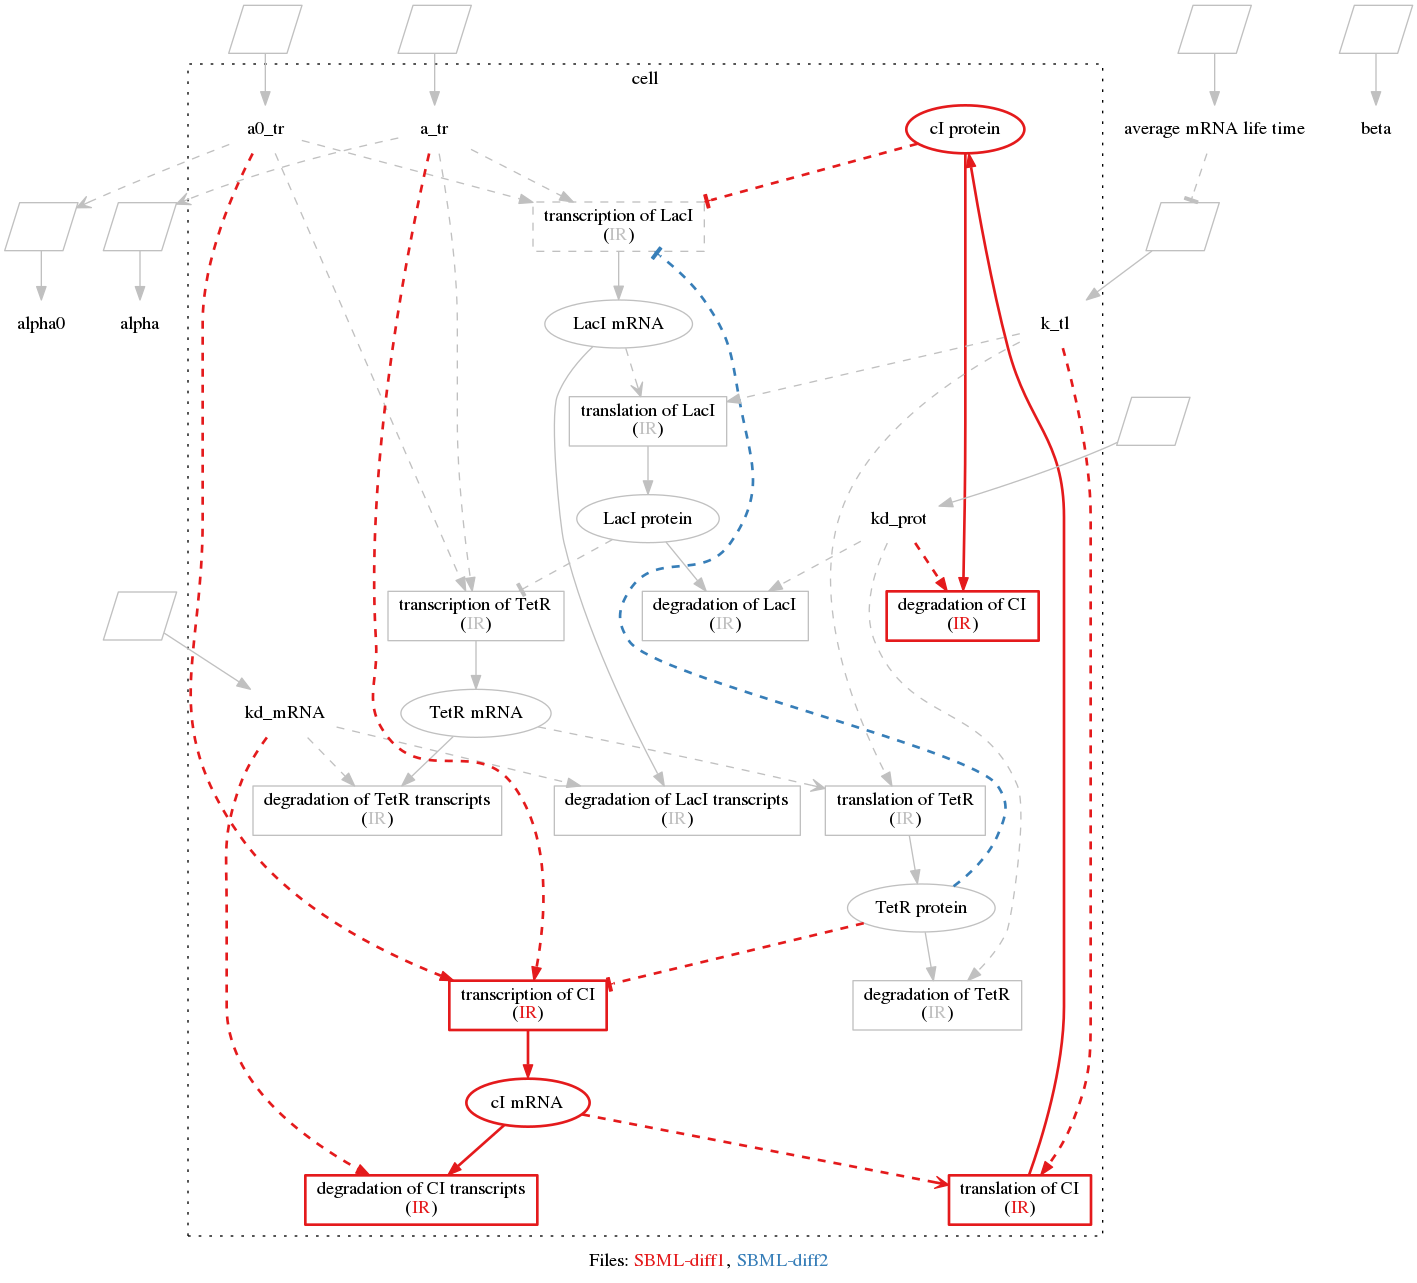 cell
a0_tr
a_tr
cI protein
average mRNA life time
beta
transcription of LacI
(IR)
alpha0
alpha
LacI mRNA
k_tl
translation of LacI
(IR)
LacI protein
kd_prot
transcription of TetR
(IR)
degradation of LacI
(IR)
degradation of CI
(IR)
kd_mRNA
TetR mRNA
degradation of TetR transcripts
(IR)
degradation of LacI transcripts
(IR)
translation of TetR
(IR)
TetR protein
transcription of CI
(IR)
degradation of TetR
(IR)
cI mRNA
degradation of CI transcripts
(IR)
translation of CI
(IR)
Files: SBML-diff1, SBML-diff2